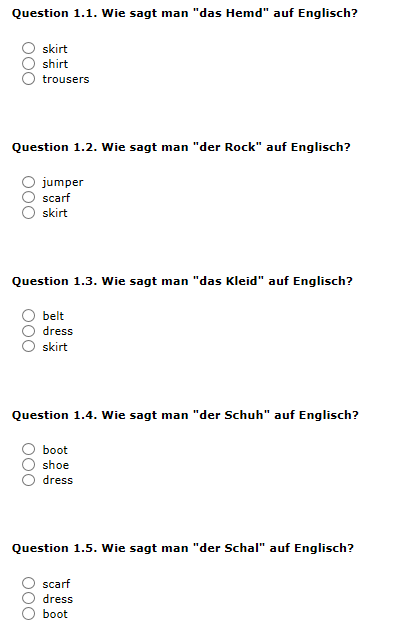 Question 1.1. Wie sagt man "das Hemd" auf Englisch?
skirt
shirt
trousers
Question 1.2. Wie sagt man "der Rock" auf Englisch?
jumper
scarf
skirt
Question 1.3. Wie sagt man "das Kleid" auf Englisch?
belt
dress
skirt
Question 1.4. Wie sagt man "der Schuh" auf Englisch?
boot
shoe
dress
Question 1.5. Wie sagt man "der Schal" auf Englisch?
scarf
dress
boot